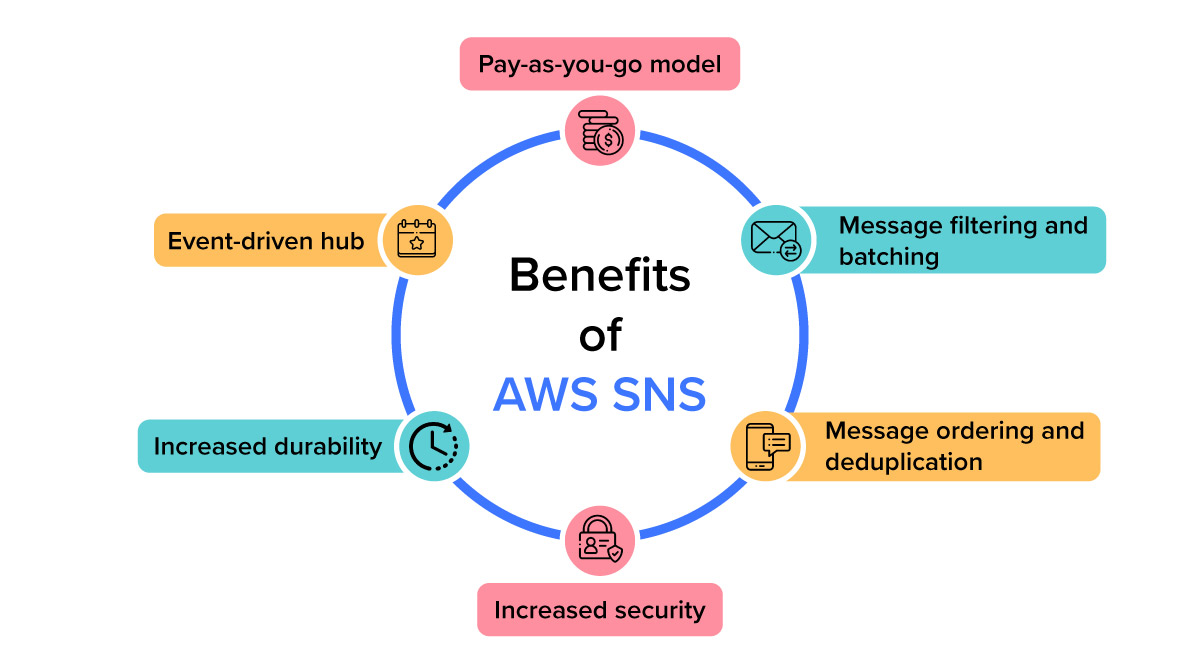 Pay-as-you-go model
Event-driven hub
Message filtering and
batching
Benefits
of
AWS SNS
Increased durability
Message ordering and
deduplication
Increased security